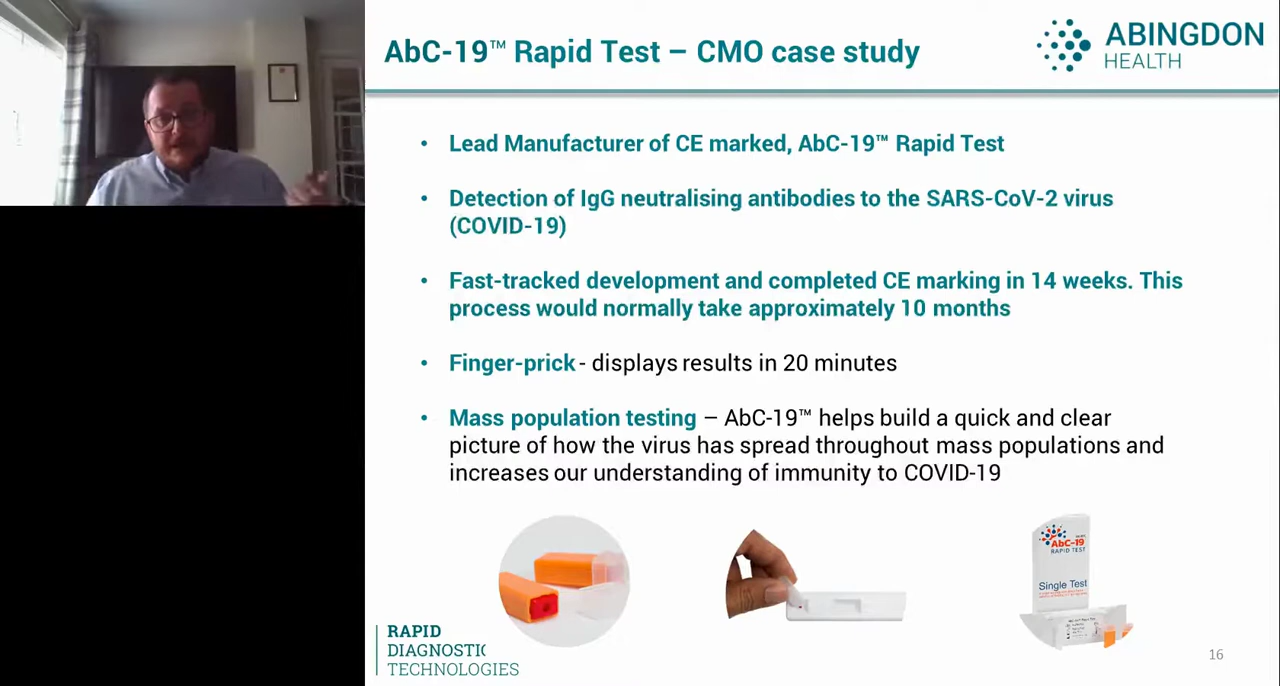 AbC-19™ Rapid Test – CMO case study
ABINGDON
HEALTH
• Lead Manufacturer of CE marked, AbC-19™ Rapid Test
• Detection of IgG neutralising antibodies to the SARS-CoV-2 virus
(COVID-19)
• Fast-tracked development and completed CE marking in 14 weeks. This
process would normally take approximately 10 months
• Finger-prick - displays results in 20 minutes
• Mass population testing – AbC-19™ helps build a quick and clear
picture of how the virus has spread throughout mass populations and
increases our understanding of immunity to COVID-19
AbC-19
RAPID TEST
Single Test
RAPID
DIAGNOSTIC
TECHNOLOGIES
16